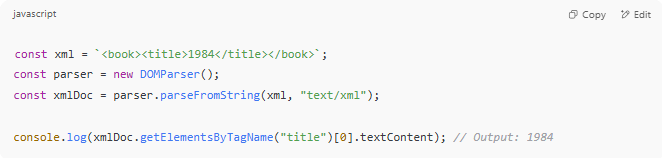 javascript
Copy
Edit
const xml = `<book><title>1984</title></book>`;
const parser = new DOMParser();
const xmlDoc = parser.parseFromString(xml, "text/xml");
console.log(xmlDoc.getElementsByTagName("title")[0].textContent); // Output: 1984